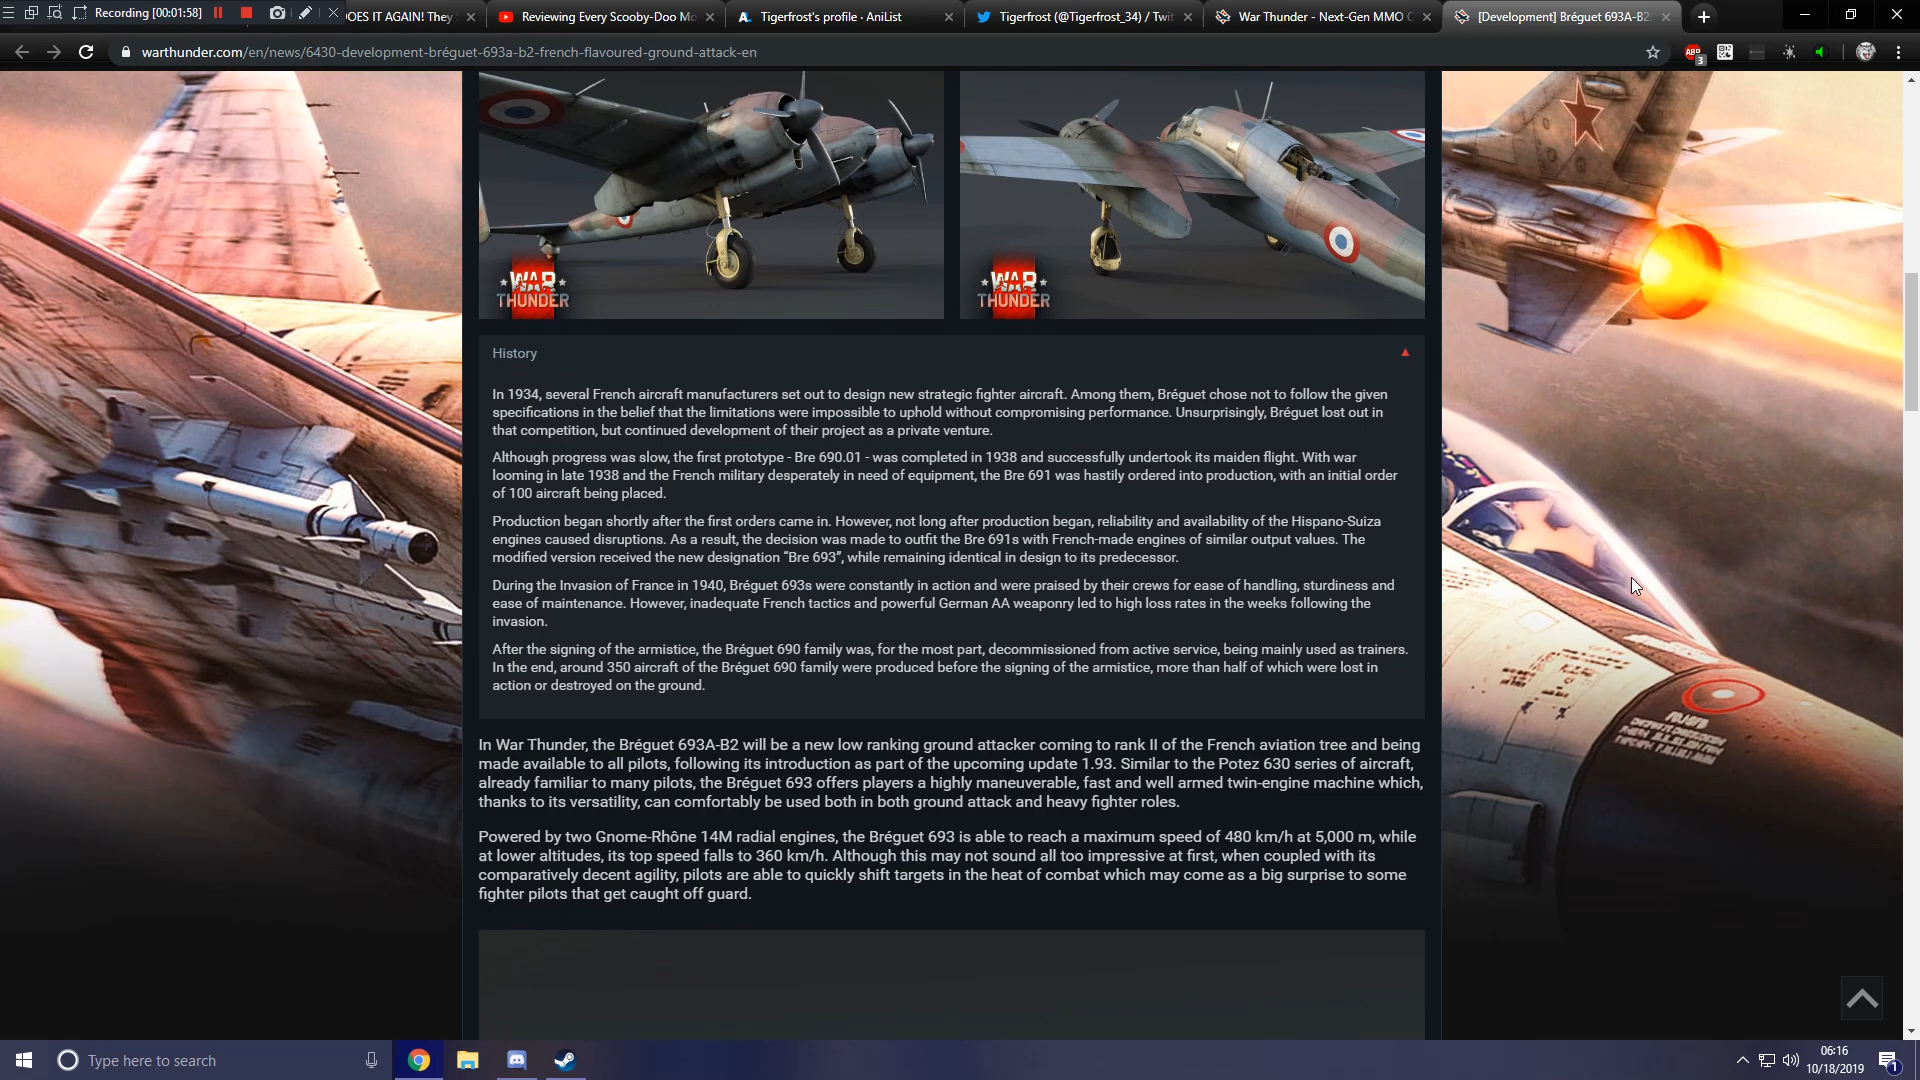 Recording [00:01:58]
OES IT AGAIN! They
Reviewing Every Scooby-Doo Mo
Tigerfrost's profile · AniList
Tigerfrost (@Tigerfrost_34) / Twit
War Thunder - Next-Gen MMO C
[Development] Bréguet 693A-B2:
warthunder.com/en/news/6430-development-bréguet-693a-b2-french-flavoured-ground-attack-en
ABP
3
WAR
THUNDER
WAR
THUNDER
History
In 1934, several French aircraft manufacturers set out to design new strategic fighter aircraft. Among them, Bréguet chose not to follow the given
specifications in the belief that the limitations were impossible to uphold without compromising performance. Unsurprisingly, Bréguet lost out in
that competition, but continued development of their project as a private venture.
Although progress was slow, the first prototype - Bre 690.01 - was completed in 1938 and successfully undertook its maiden flight. With war
looming in late 1938 and the French military desperately in need of equipment, the Bre 691 was hastily ordered into production, with an initial order
of 100 aircraft being placed.
Production began shortly after the first orders came in. However, not long after production began, reliability and availability of the Hispano-Suiza
engines caused disruptions. As a result, the decision was made to outfit the Bre 691s with French-made engines of similar output values. The
modified version received the new designation “Bre 693”, while remaining identical in design to its predecessor.
During the Invasion of France in 1940, Bréguet 693s were constantly in action and were praised by their crews for ease of handling, sturdiness and
ease of maintenance. However, inadequate French tactics and powerful German AA weaponry led to high loss rates in the weeks following the
invasion.
After the signing of the armistice, the Bréguet 690 family was, for the most part, decommissioned from active service, being mainly used as trainers.
In the end, around 350 aircraft of the Bréguet 690 family were produced before the signing of the armistice, more than half of which were lost in
action or destroyed on the ground.
In War Thunder, the Bréguet 693A-B2 will be a new low ranking ground attacker coming to rank II of the French aviation tree and being
made available to all pilots, following its introduction as part of the upcoming update 1.93. Similar to the Potez 630 series of aircraft,
already familiar to many pilots, the Bréguet 693 offers players a highly maneuverable, fast and well armed twin-engine machine which,
thanks to its versatility, can comfortably be used both in both ground attack and heavy fighter roles.
Powered by two Gnome-Rhône 14M radial engines, the Bréguet 693 is able to reach a maximum speed of 480 km/h at 5,000 m, while
at lower altitudes, its top speed falls to 360 km/h. Although this may not sound all too impressive at first, when coupled with its
comparatively decent agility, pilots are able to quickly shift targets in the heat of combat which may come as a big surprise to some
fighter pilots that get caught off guard.
Type here to search
06:16
10/18/2019
1